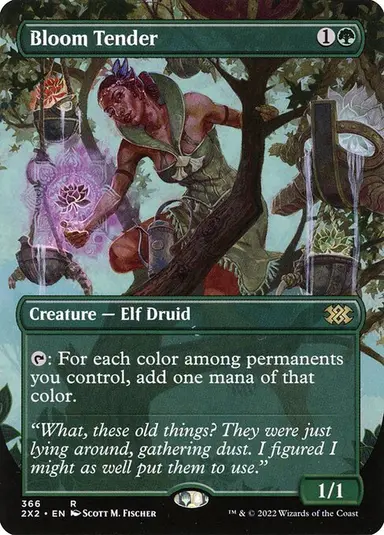 Bloom Tender 1
Creature — Elf Druid
: For each color among permanents
you control, add one mana of that
color.
“What, these old things? They were just
lying around, gathering dust. I figured I
might as well put them to use.”
1/1
366 R
2X2 • EN Scott M. Fischer
™ & © 2022 Wizards of the Coast